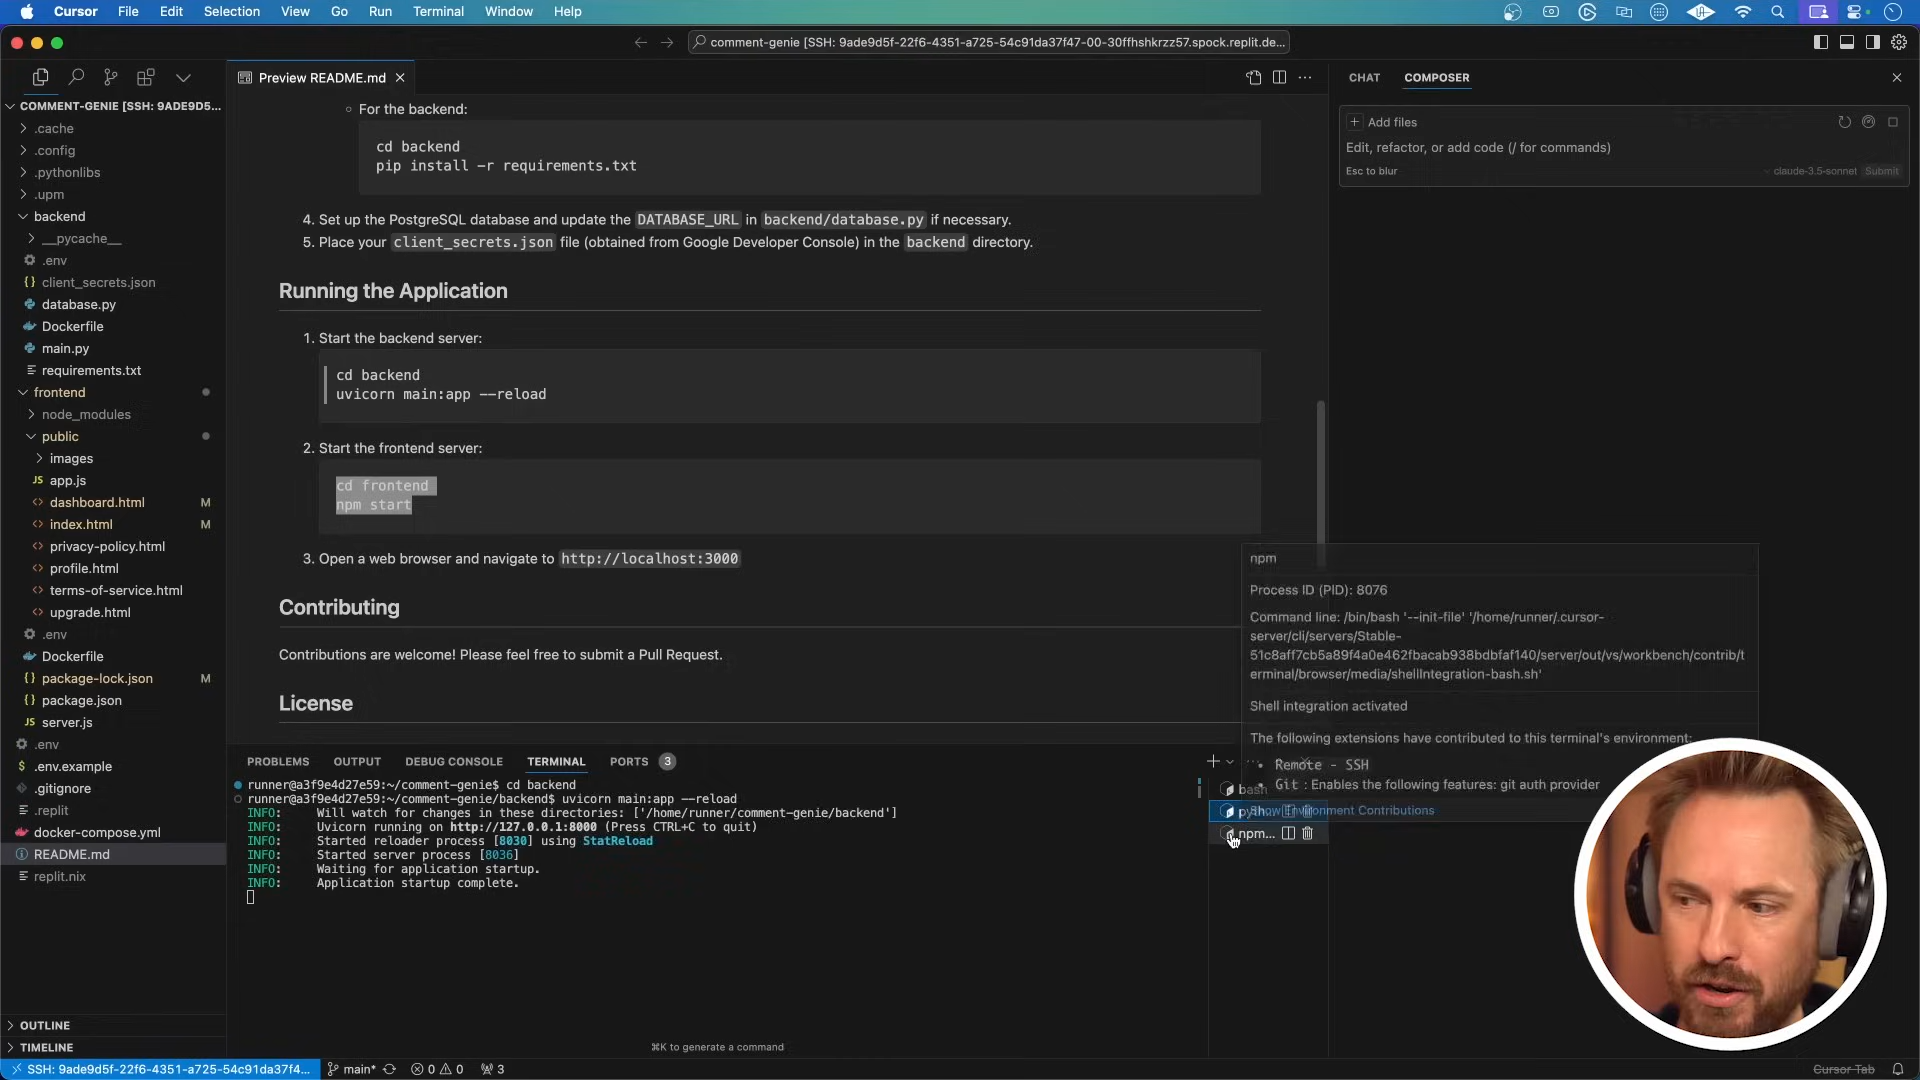 Cursor File Edit Selection View Go Run Terminal Window Help
comment-genie [SSH: 9ade9d5f-22f6-4351-a725-54c91da37f47-00-30ffhshkrzz57.spock.replit.de...
COMMENT-GENIE [SSH: 9ADE9D5...
.cache
.config
.pythonlibs
.upm
backend
__pycache__
.env
client_secrets.json
database.py
Dockerfile
main.py
requirements.txt
frontend
node_modules
public
images
JS app.js
dashboard.html M
index.html M
privacy-policy.html
profile.html
terms-of-service.html
upgrade.html
.env
Dockerfile
package-lock.json M
package.json
JS server.js
.env
.env.example
.gitignore
.replit
docker-compose.yml
README.md
replit.nix
OUTLINE
TIMELINE
Preview README.md
For the backend:
cd backend
pip install -r requirements.txt
4. Set up the PostgreSQL database and update the DATABASE_URL in backend/database.py if necessary.
5. Place your client_secrets.json file (obtained from Google Developer Console) in the backend directory.
Running the Application
1. Start the backend server:
cd backend
uvicorn main:app --reload
2. Start the frontend server:
cd frontend
npm start
3. Open a web browser and navigate to http://localhost:3000
Contributing
Contributions are welcome! Please feel free to submit a Pull Request.
License
CHAT COMPOSER
+ Add files
Edit, refactor, or add code (/ for commands)
Esc to blur claude-3.5-sonnet Submit
npm
Process ID (PID): 8076
Command line: /bin/bash '--init-file' '/home/runner/.cursor-
server/cli/servers/Stable-
51c8aff7cb5a89f4a0e462fbacab938bdbfaf140/server/out/vs/workbench/contrib/t
erminal/browser/media/shellIntegration-bash.sh'
Shell integration activated
The following extensions have contributed to this terminal's environment:
Remote - SSH
Git : Enables the following features: git auth provider
Show Environment Contributions
PROBLEMS OUTPUT DEBUG CONSOLE TERMINAL PORTS 3
runner@a3f9e4d27e59:~/comment-genie$ cd backend
runner@a3f9e4d27e59:~/comment-genie/backend$ uvicorn main:app --reload
INFO: Will watch for changes in these directories: ['/home/runner/comment-genie/backend']
INFO: Uvicorn running on http://127.0.0.1:8000 (Press CTRL+C to quit)
INFO: Started reloader process [8030] using StatReload
INFO: Started server process [8036]
INFO: Waiting for application startup.
INFO: Application startup complete.
bash
pyth...
npm...
⌘K to generate a command
SSH: 9ade9d5f-22f6-4351-a725-54c91da37f4... main* 0 0 3 Cursor Tab